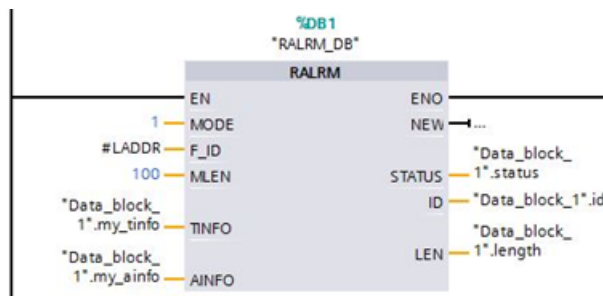 %DB1
"RALRM_DB"
RALRM
EN ENO
1 MODE NEW ...
#LADDR F_ID
100 MLEN STATUS "Data_block_
1".status
ID "Data_block_1".id
"Data_block_
1".my_tinfo TINFO
LEN "Data_block_
1".length
"Data_block_
1".my_ainfo AINFO